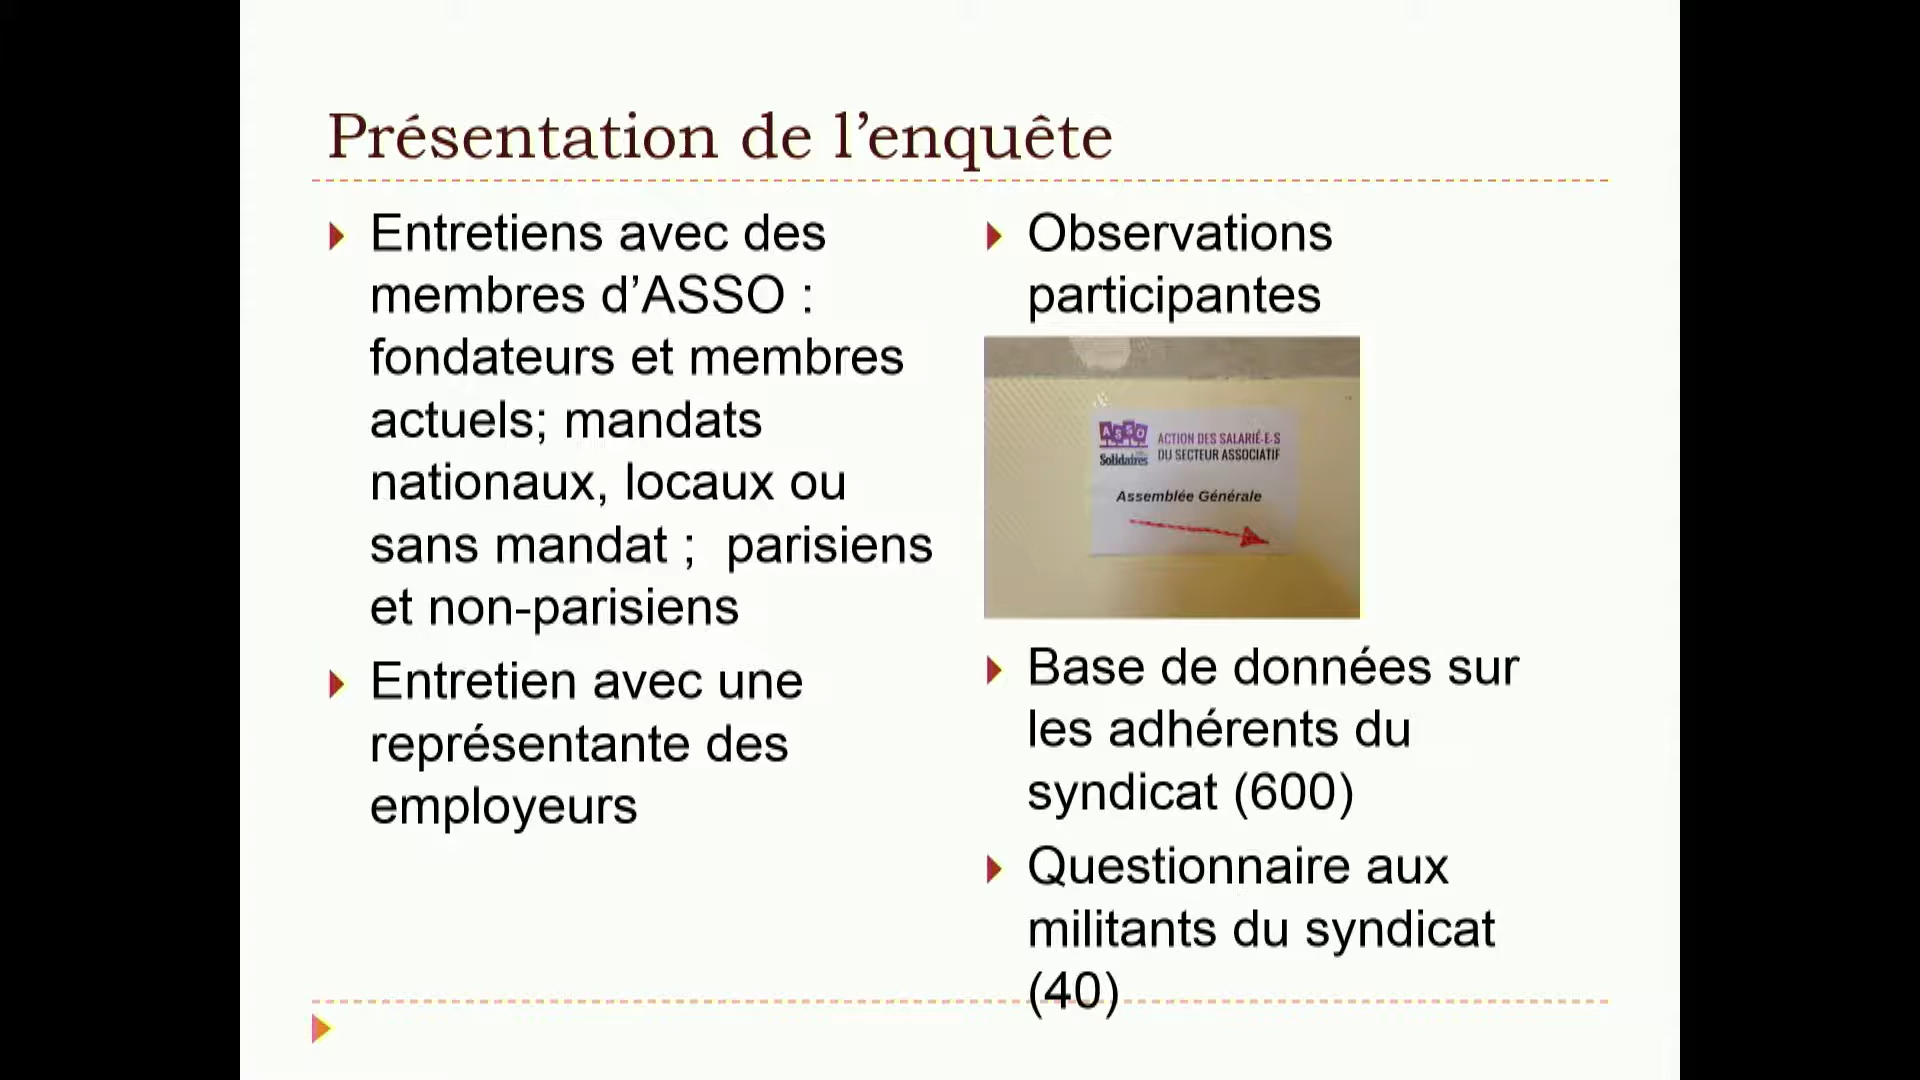 Présentation de l’enquête
Entretiens avec des
membres d’ASSO :
fondateurs et membres
actuels; mandats
nationaux, locaux ou
sans mandat ; parisiens
et non-parisiens
Entretien avec une
représentante des
employeurs
Observations
participantes
ASSO
Solidaires
ACTION DES SALARIÉ-E-S
DU SECTEUR ASSOCIATIF
Assemblée Générale
Base de données sur
les adhérents du
syndicat (600)
Questionnaire aux
militants du syndicat
(40)